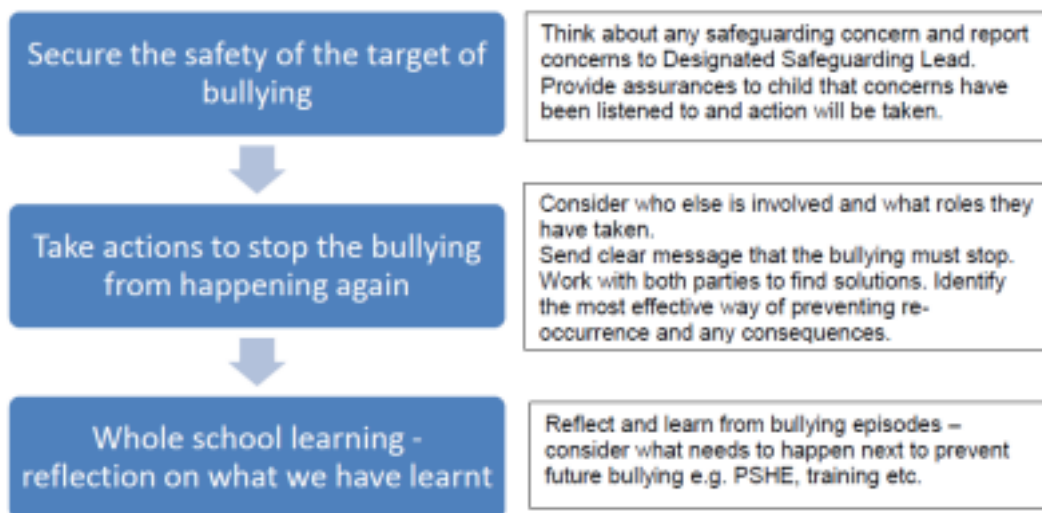 Secure the safety of the target of
bullying
Think about any safeguarding concern and report
concerns to Designated Safeguarding Lead.
Provide assurances to child that concerns have
been listened to and action will be taken.
Take actions to stop the bullying
from happening again
Consider who else is involved and what roles they
have taken.
Send clear message that the bullying must stop.
Work with both parties to find solutions. Identify
the most effective way of preventing re-
occurrence and any consequences.
Whole school learning -
reflection on what we have learnt
Reflect and learn from bullying episodes –
consider what needs to happen next to prevent
future bullying e.g. PSHE, training etc.